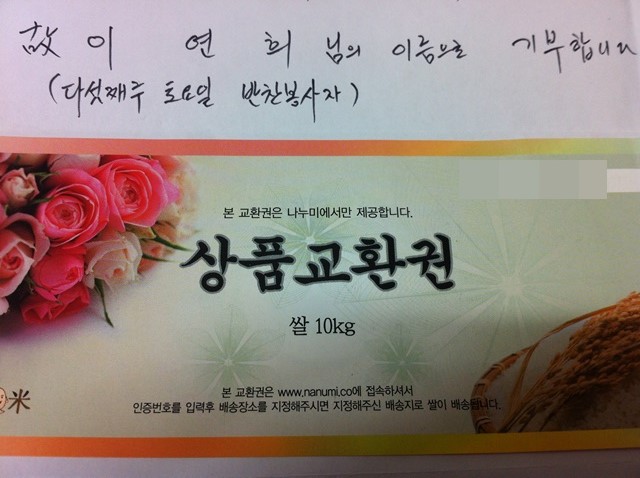 故 이 연 희 님의 이름으로 기부합니다
(다섯째주 토요일 반찬봉사자)
본 교환권은 나누미에서만 제공합니다.
상품교환권
쌀 10kg
본 교환권은 www.nanumi.co에 접속하셔서
인증번호를 입력후 배송장소를 지정해주시면 지정해주신 배송지로 쌀이 배송됩니다.
米